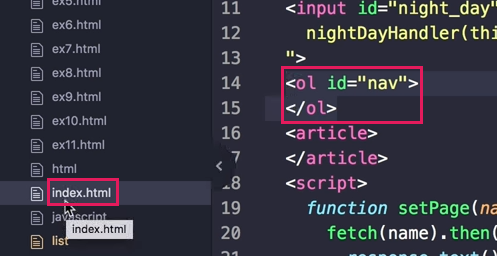 ex5.html
ex6.html
ex7.html
ex8.html
ex9.html
ex10.html
ex11.html
html
index.html
javascript
index.html
list
11 <input id="night_day"
12 nightDayHandler(thi
13 ">
14 <ol id="nav">
15 </ol>
16 <article>
17 </article>
18 <script>
19 function setPage(na
20 fetch(name).then(
21 response.text()